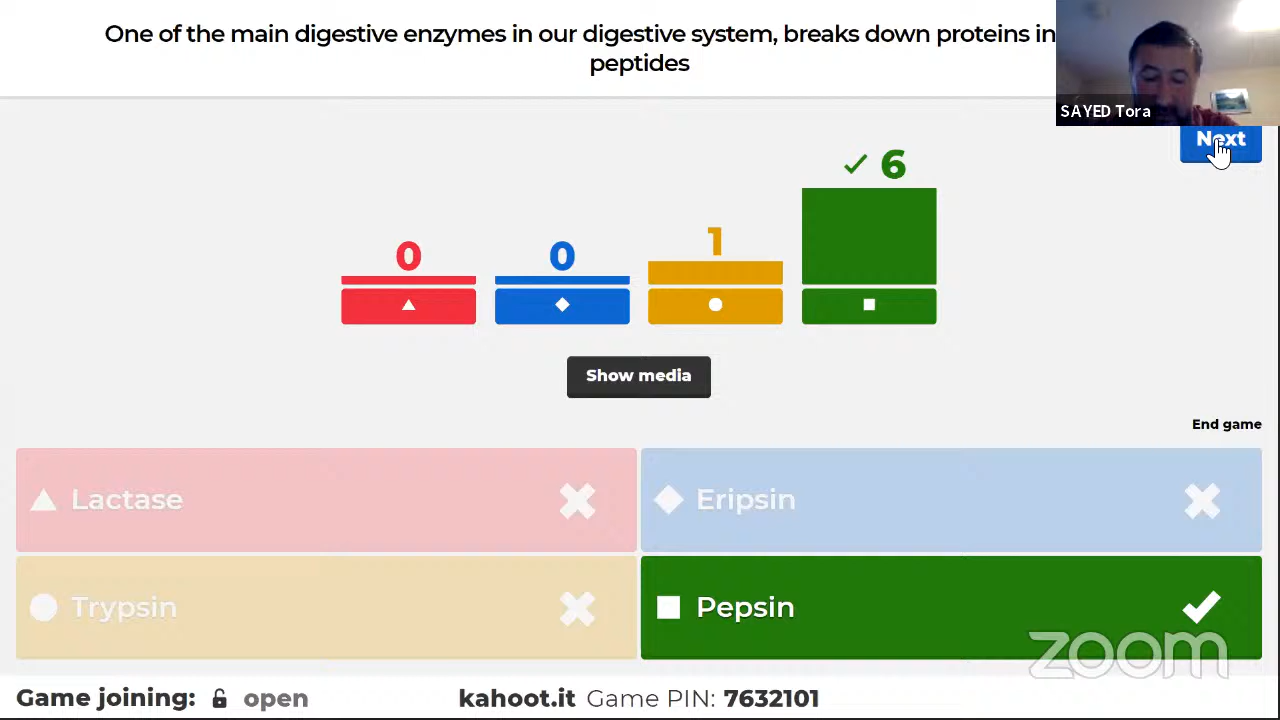 One of the main digestive enzymes in our digestive system, breaks down proteins in
peptides
SAYED Tora
Next
6
0
0
1
Show media
End game
Lactase
Eripsin
Trypsin
Pepsin
zoom
Game joining: open
kahoot.it Game PIN: 7632101